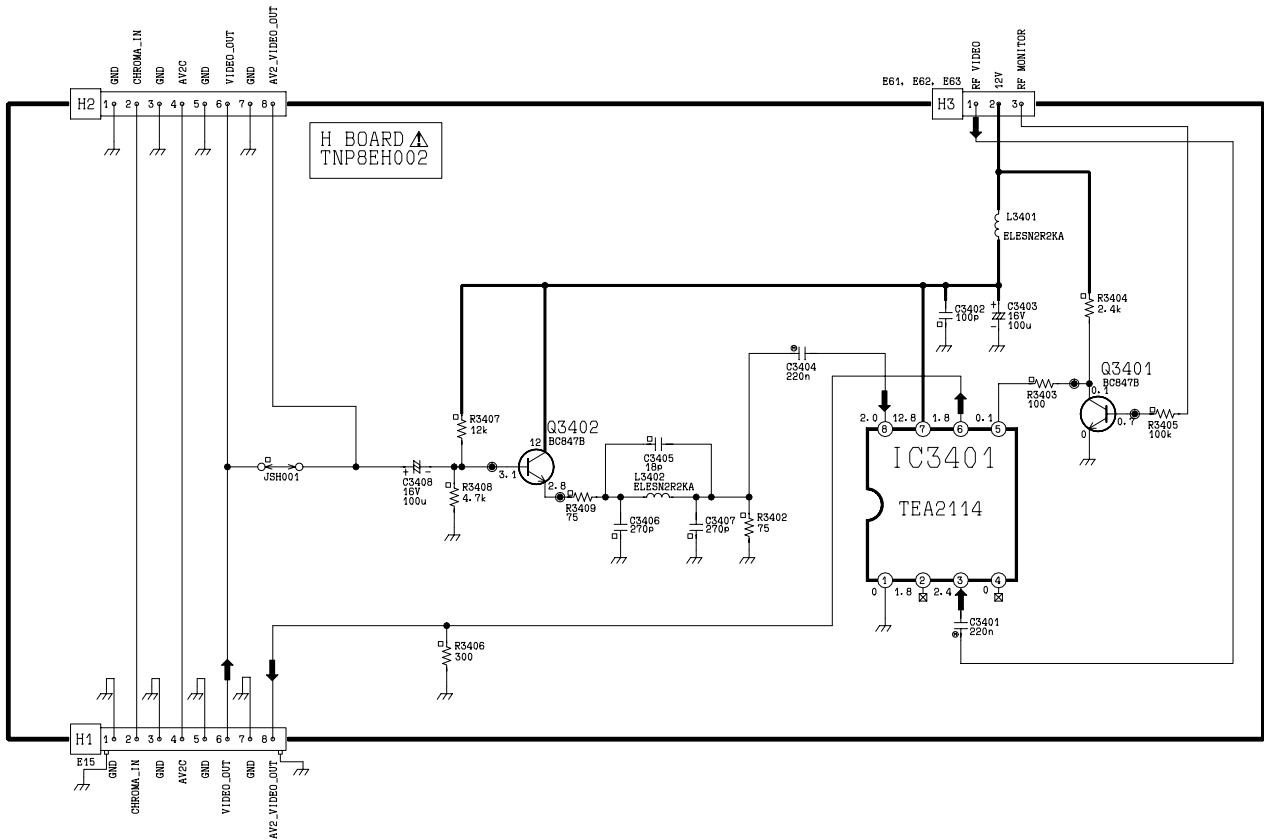 GND
CHROMA_IN
GND
AV2C
GND
VIDEO_OUT
GND
AV2_VIDEO_OUT
H2
1 2 3 4 5 6 7 8
RF VIDEO
12V
RF MONITOR
E61, E62, E63
H3
1 2 3
H BOARD
TNP8EH002
L3401
ELESN2R2KA
C3402
100p
C3403
16V
100u
+
-
R3404
2.4k
C3404
220n
Q3401
BC847B
0.1
0.7
0
R3403
100
R3405
100k
R3407
12k
Q3402
BC847B
12
3.1
2.8
JSH001
C3408
16V
100u
+
-
R3408
4.7k
R3409
75
C3405
18p
L3402
ELESN2R2KA
C3406
270p
C3407
270p
R3402
75
2.0 12.8 1.8 0.1
8 7 6 5
IC3401
TEA2114
1 2 3 4
0 1.8 2.4 0
C3401
220n
R3406
300
H1
1 2 3 4 5 6 7 8
E15
GND
CHROMA_IN
GND
AV2C
GND
VIDEO_OUT
GND
AV2_VIDEO_OUT